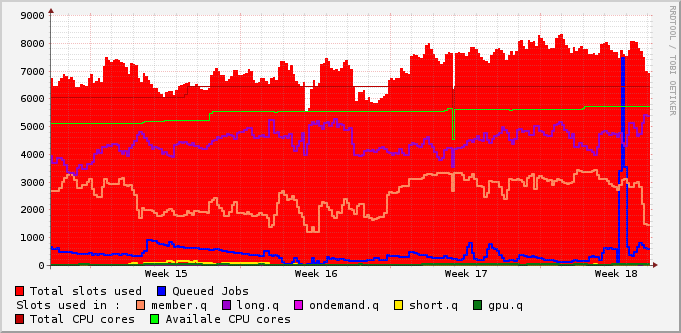 9000
8000
7000
6000
5000
4000
3000
2000
1000
0
Week 15 Week 16 Week 17 Week 18
RRDTOOL / TOBI OETIKER
Total slots used Queued Jobs
Slots used in : member.q long.q ondemand.q short.q gpu.q
Total CPU cores Availale CPU cores